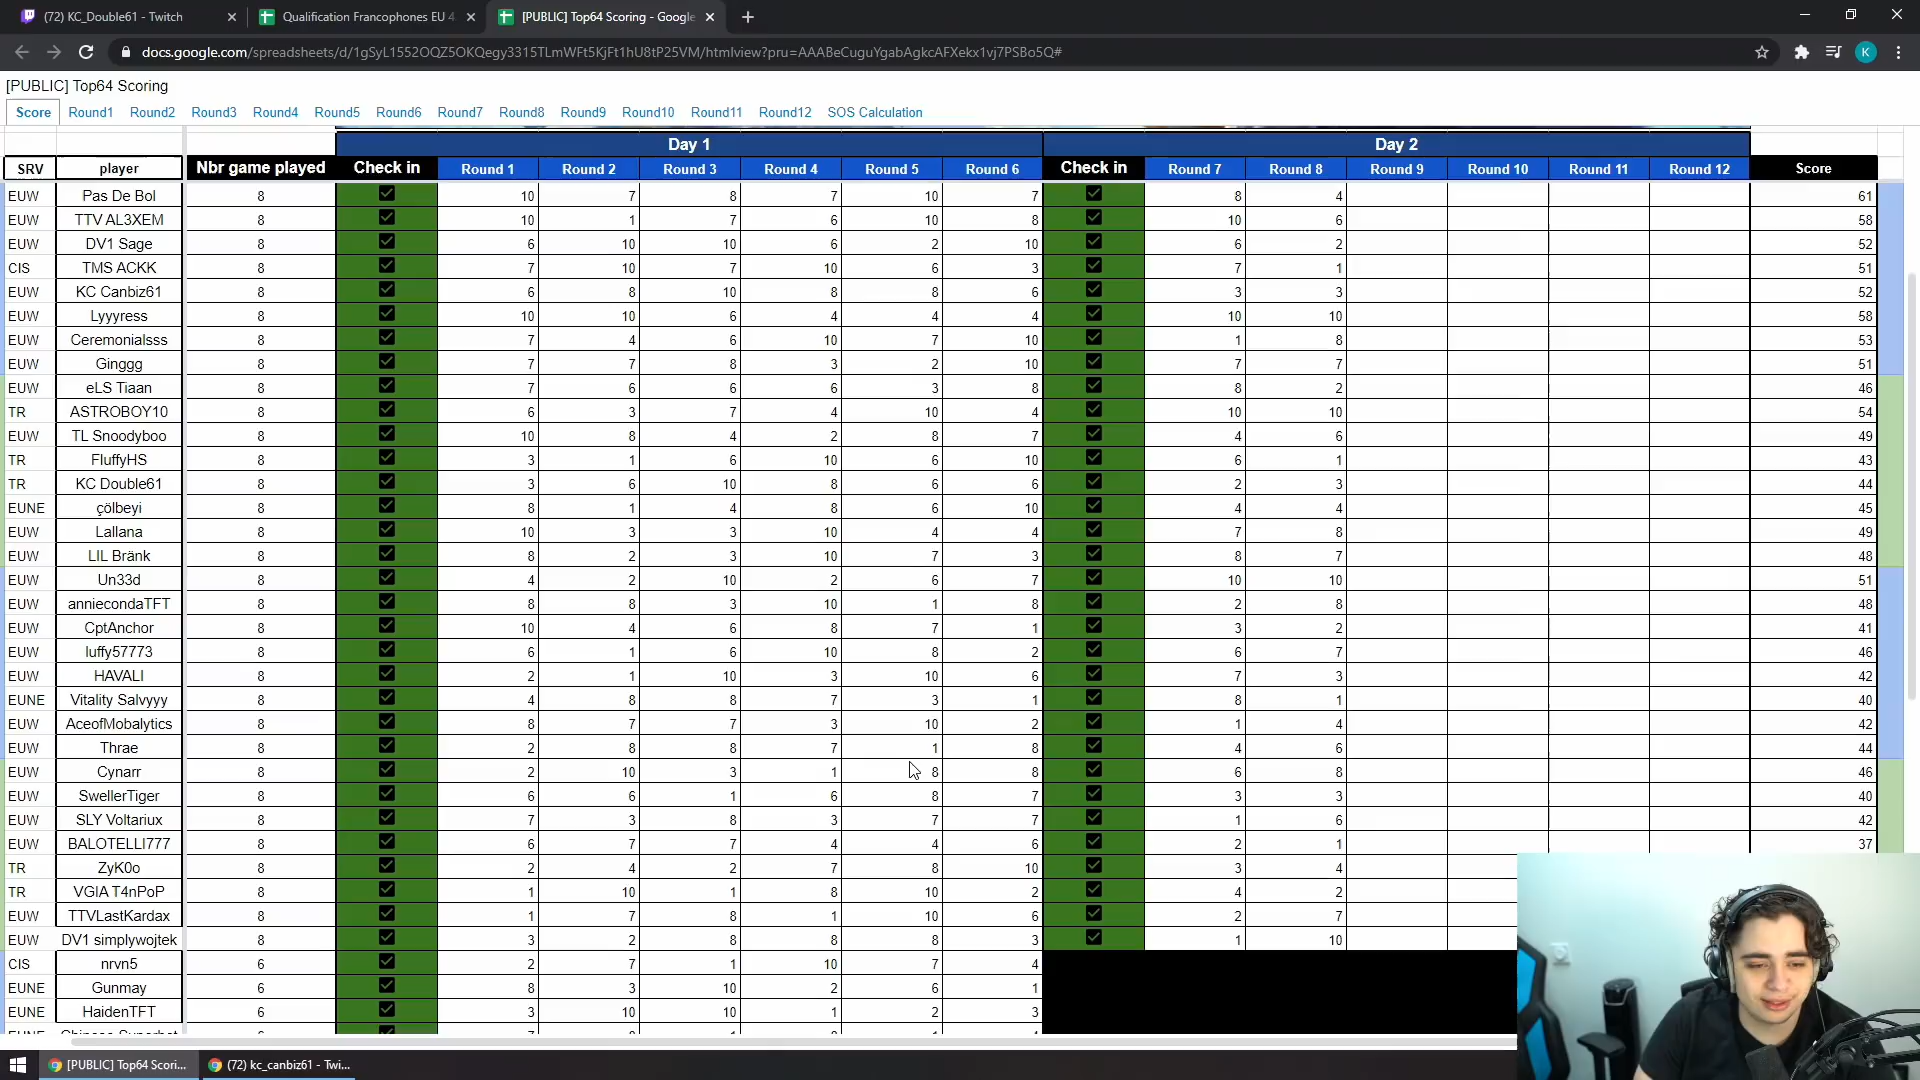 (72) KC_Double61 - Twitch
Qualification Francophones EU 4
[PUBLIC] Top64 Scoring - Google
docs.google.com/spreadsheets/d/1gSyL1552OQZ5OKQegy3315TLmWFt5KjFt1hU8tP25VM/htmlview?pru=AAABeCuguYgabAgkcAFXekx1vj7PSBo5Q#
K
[PUBLIC] Top64 Scoring
Score Round1 Round2 Round3 Round4 Round5 Round6 Round7 Round8 Round9 Round10 Round11 Round12 SOS Calculation
Day 1 Day 2
SRV player Nbr game played Check in Round 1 Round 2 Round 3 Round 4 Round 5 Round 6 Check in Round 7 Round 8 Round 9 Round 10 Round 11 Round 12 Score
EUW Pas De Bol 8 10 7 8 7 10 7 8 4 61
EUW TTV AL3XEM 8 10 1 7 6 10 8 10 6 58
EUW DV1 Sage 8 6 10 10 6 2 10 6 2 52
CIS TMS ACKK 8 7 10 7 10 6 3 7 1 51
EUW KC Canbiz61 8 6 8 10 8 8 6 3 3 52
EUW Lyyyress 8 10 10 6 4 4 4 10 10 58
EUW Ceremonialsss 8 7 4 6 10 7 10 1 8 53
EUW Ginggg 8 7 7 8 3 2 10 7 7 51
EUW eLS Tiaan 8 7 6 6 6 3 8 8 2 46
TR ASTROBOY10 8 6 3 7 4 10 4 10 10 54
EUW TL Snoodyboo 8 10 8 4 2 8 7 4 6 49
TR FluffyHS 8 3 1 6 10 6 10 6 1 43
TR KC Double61 8 3 6 10 8 6 6 2 3 44
EUNE çölbeyi 8 8 1 4 8 6 10 4 4 45
EUW Lallana 8 10 3 3 10 4 4 7 8 49
EUW LIL Bränk 8 8 2 3 10 7 3 8 7 48
EUW Un33d 8 4 2 10 2 6 7 10 10 51
EUW anniecondaTFT 8 8 8 3 10 1 8 2 8 48
EUW CptAnchor 8 10 4 6 8 7 1 3 2 41
EUW luffy57773 8 6 1 6 10 8 2 6 7 46
EUW HAVALI 8 2 1 10 3 10 6 7 3 42
EUNE Vitality Salvyyy 8 4 8 8 7 3 1 8 1 40
EUW AceofMobalytics 8 8 7 7 3 10 2 1 4 42
EUW Thrae 8 2 8 8 7 1 8 4 6 44
EUW Cynarr 8 2 10 3 1 8 8 6 8 46
EUW SwellerTiger 8 6 6 1 6 8 7 3 3 40
EUW SLY Voltariux 8 7 3 8 3 7 7 1 6 42
EUW BALOTELLI777 8 6 7 7 4 4 6 2 1 37
TR ZyK0o 8 2 4 2 7 8 10 3 4
TR VGIA T4nPoP 8 1 10 1 8 10 2 4 2
EUW TTVLastKardax 8 1 7 8 1 10 6 2 7
EUW DV1 simplywojtek 8 3 2 8 8 8 3 1 10
CIS nrvn5 6 2 7 1 10 7 4
EUNE Gunmay 6 8 3 10 2 6 1
EUNE HaidenTFT 6 3 10 10 1 2 3
[PUBLIC] Top64 Scori...
(72) kc_canbiz61 - Twi...